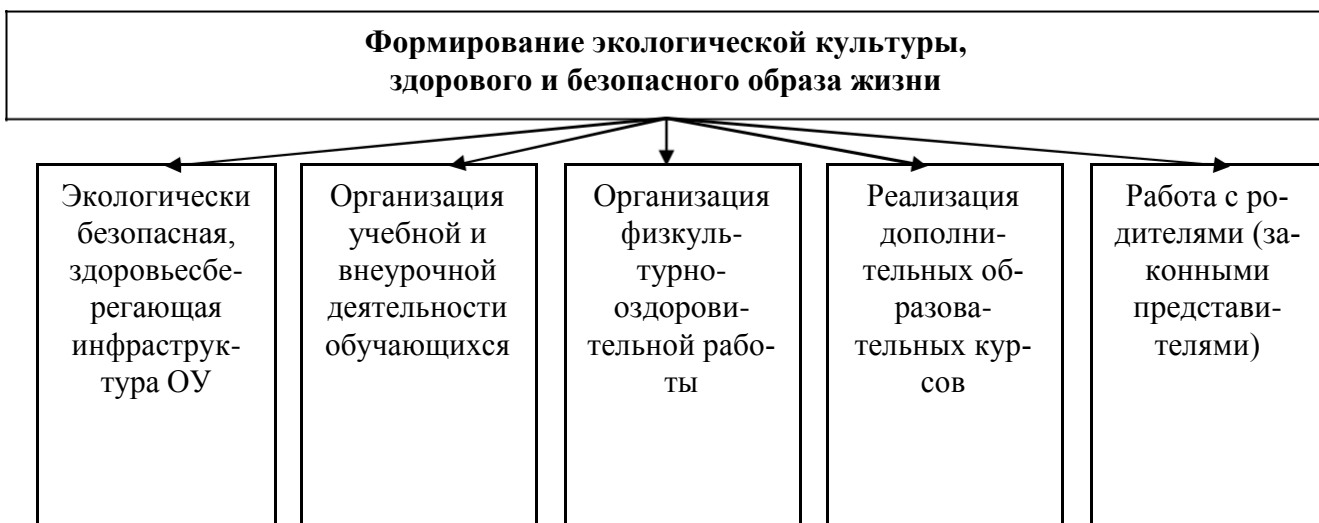 Формирование экологической культуры,
здорового и безопасного образа жизни
Экологически
безопасная,
здоровьесбе-
регающая
инфраструк-
тура ОУ
Организация
учебной и
внеурочной
деятельности
обучающихся
Организация
физкуль-
турно-
оздорови-
тельной рабо-
ты
Реализация
дополни-
тельных об-
разова-
тельных кур-
сов
Работа с ро-
дителями (за-
конными
представи-
телями)